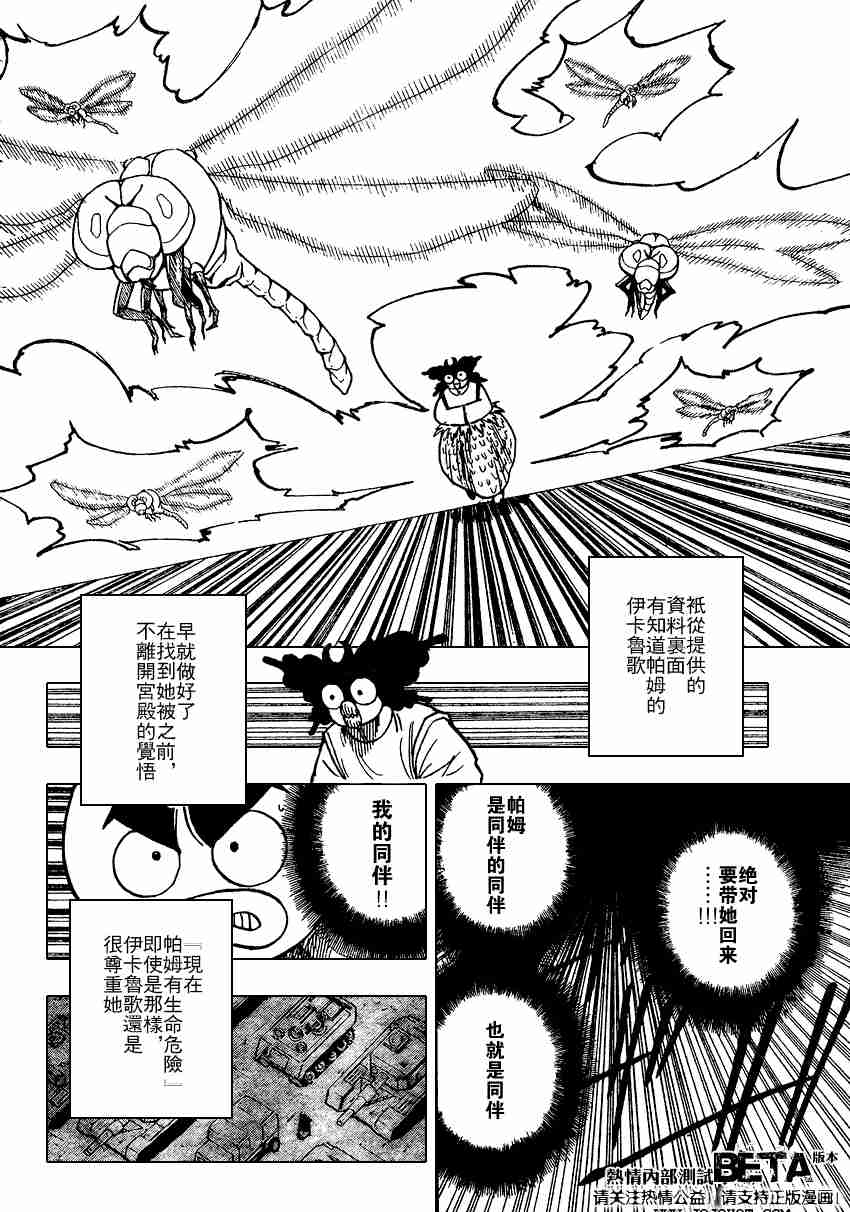 祇從提供的
資料裏面
有知道帕姆的
伊卡魯歌
早就做好了
在找到她被之前，
不離開宮殿的覺悟
绝对
要带她回来
……!!!
帕姆
是同伴的同伴
也就是同伴
我的同伴
!!
『現在
帕姆有生命危險』
即使是那樣，
伊卡魯歌還是
很尊重她
熱情內部測試BETA版本
请关注热情公益！请支持正版漫画